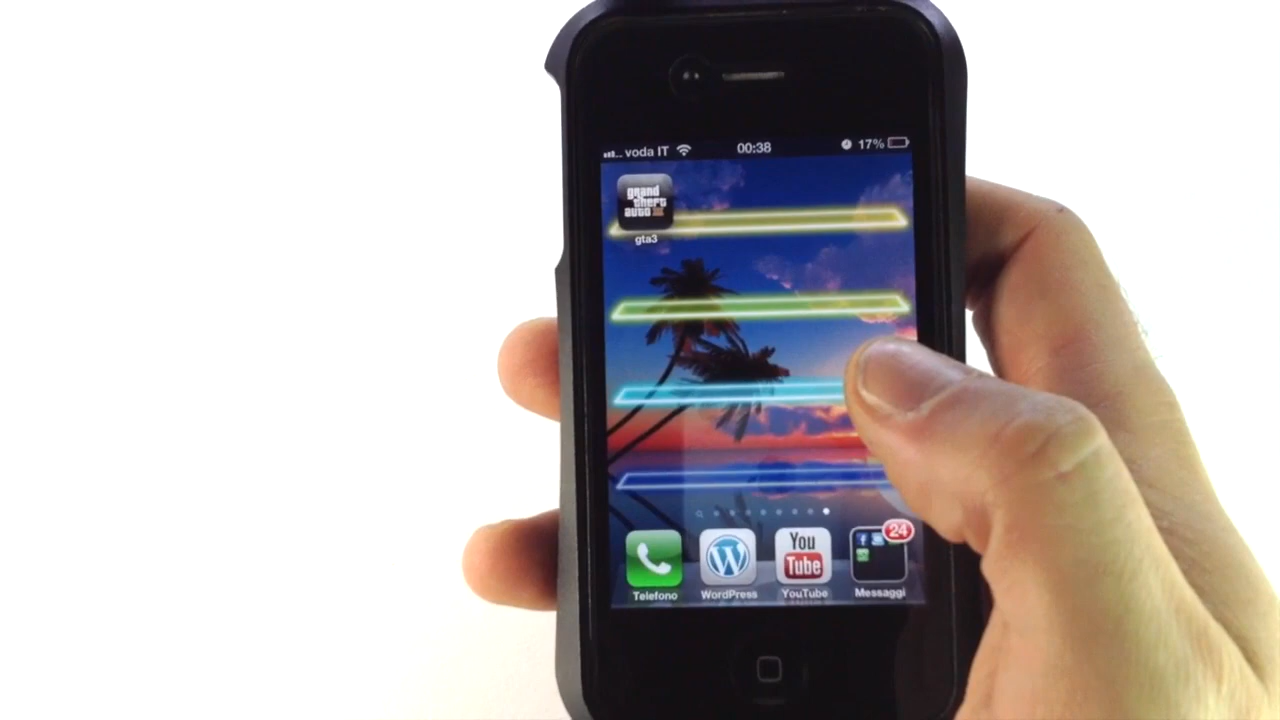 voda IT 00:38 17%
grand
theft
auto III
gta3
24
You
Tube
Telefono WordPress YouTube Messaggi